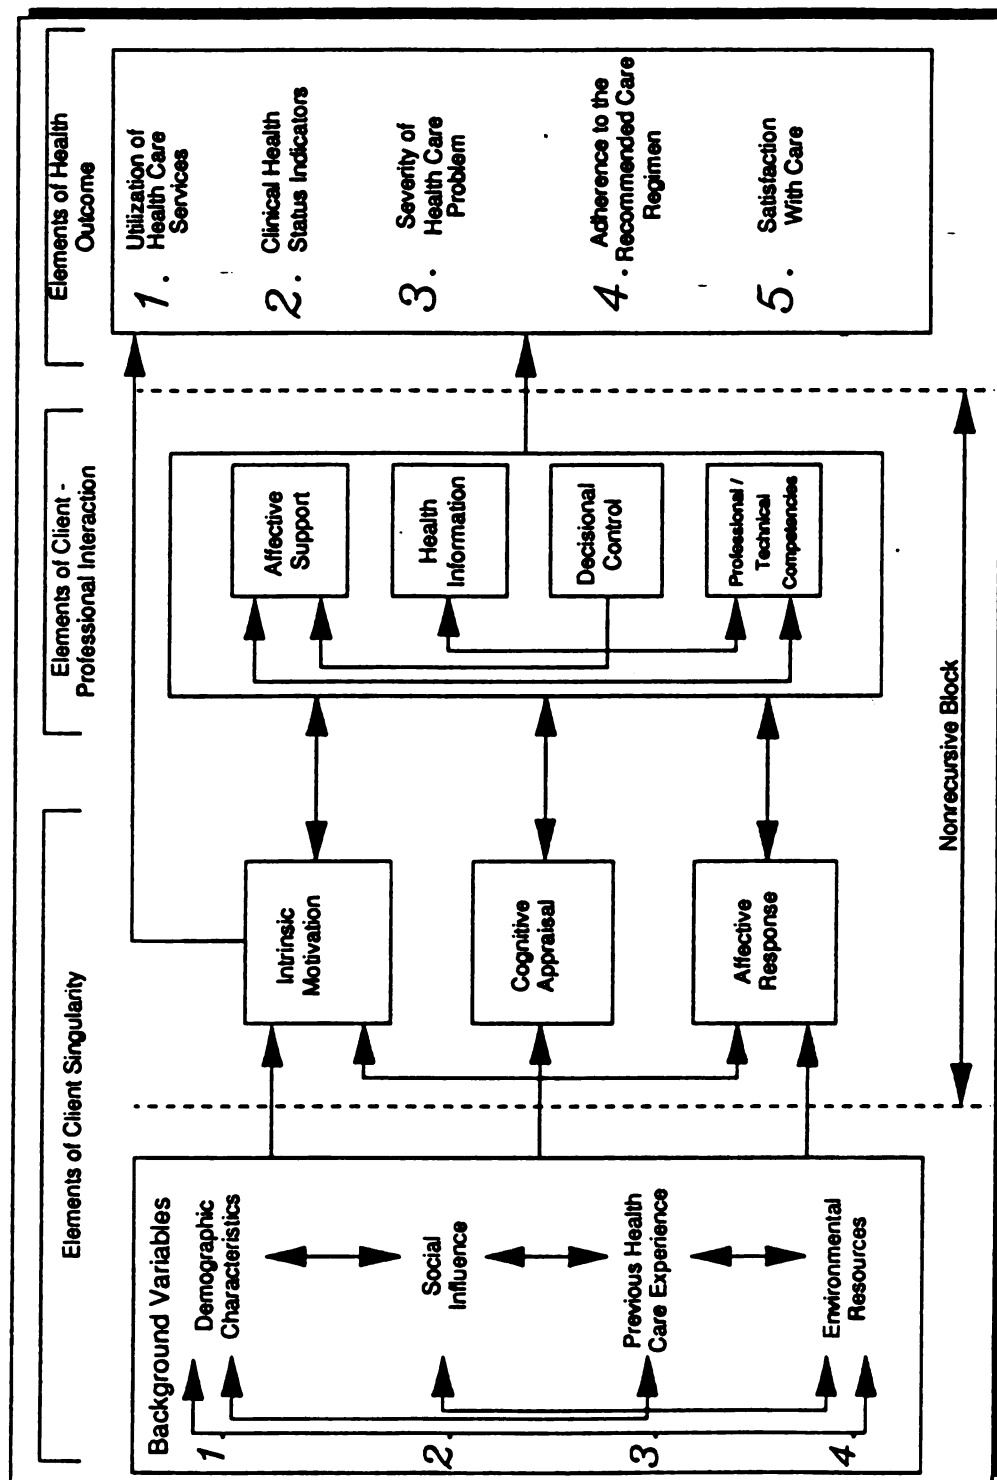 Elements of Client Singularity
Elements of Client -
Professional Interaction
Elements of Health
Outcome
Background Variables
1.
Demographic
Characteristics
2.
Social
Influence
3.
Previous Health
Care Experience
4.
Environmental
Resources
Intrinsic
Motivation
Cognitive
Appraisal
Affective
Response
Affective
Support
Health
Information
Decisional
Control
Professional /
Technical
Competencies
1.
Utilization of
Health Care
Services
2.
Clinical Health
Status Indicators
3.
Severity of
Health Care
Problem
4.
Adherence to the
Recommended Care
Regimen
5.
Satisfaction
With Care
Nonrecursive Block